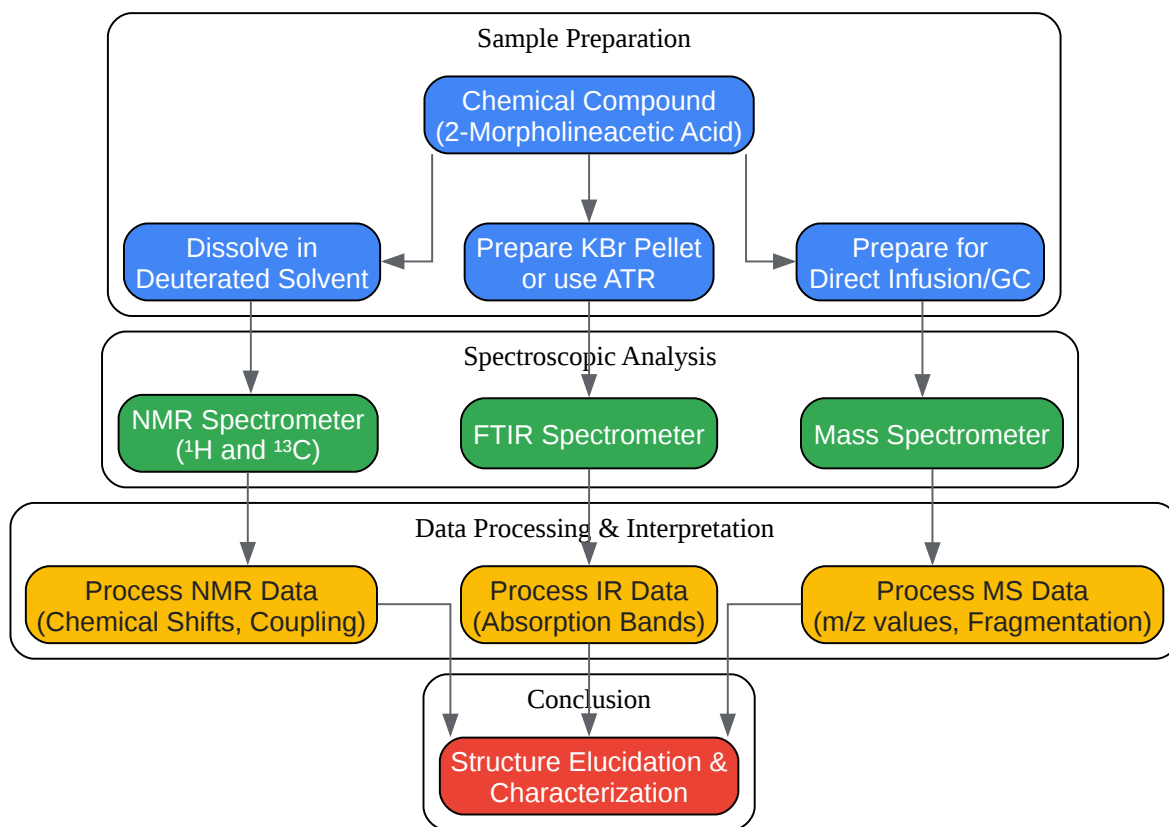 Sample Preparation
Chemical Compound
(2-Morpholineacetic Acid)
Dissolve in
Deuterated Solvent
Prepare KBr Pellet
or use ATR
Prepare for
Direct Infusion/GC
Spectroscopic Analysis
NMR Spectrometer
(¹H and ¹³C)
FTIR Spectrometer
Mass Spectrometer
Data Processing & Interpretation
Process NMR Data
(Chemical Shifts, Coupling)
Process IR Data
(Absorption Bands)
Process MS Data
(m/z values, Fragmentation)
Conclusion
Structure Elucidation &
Characterization